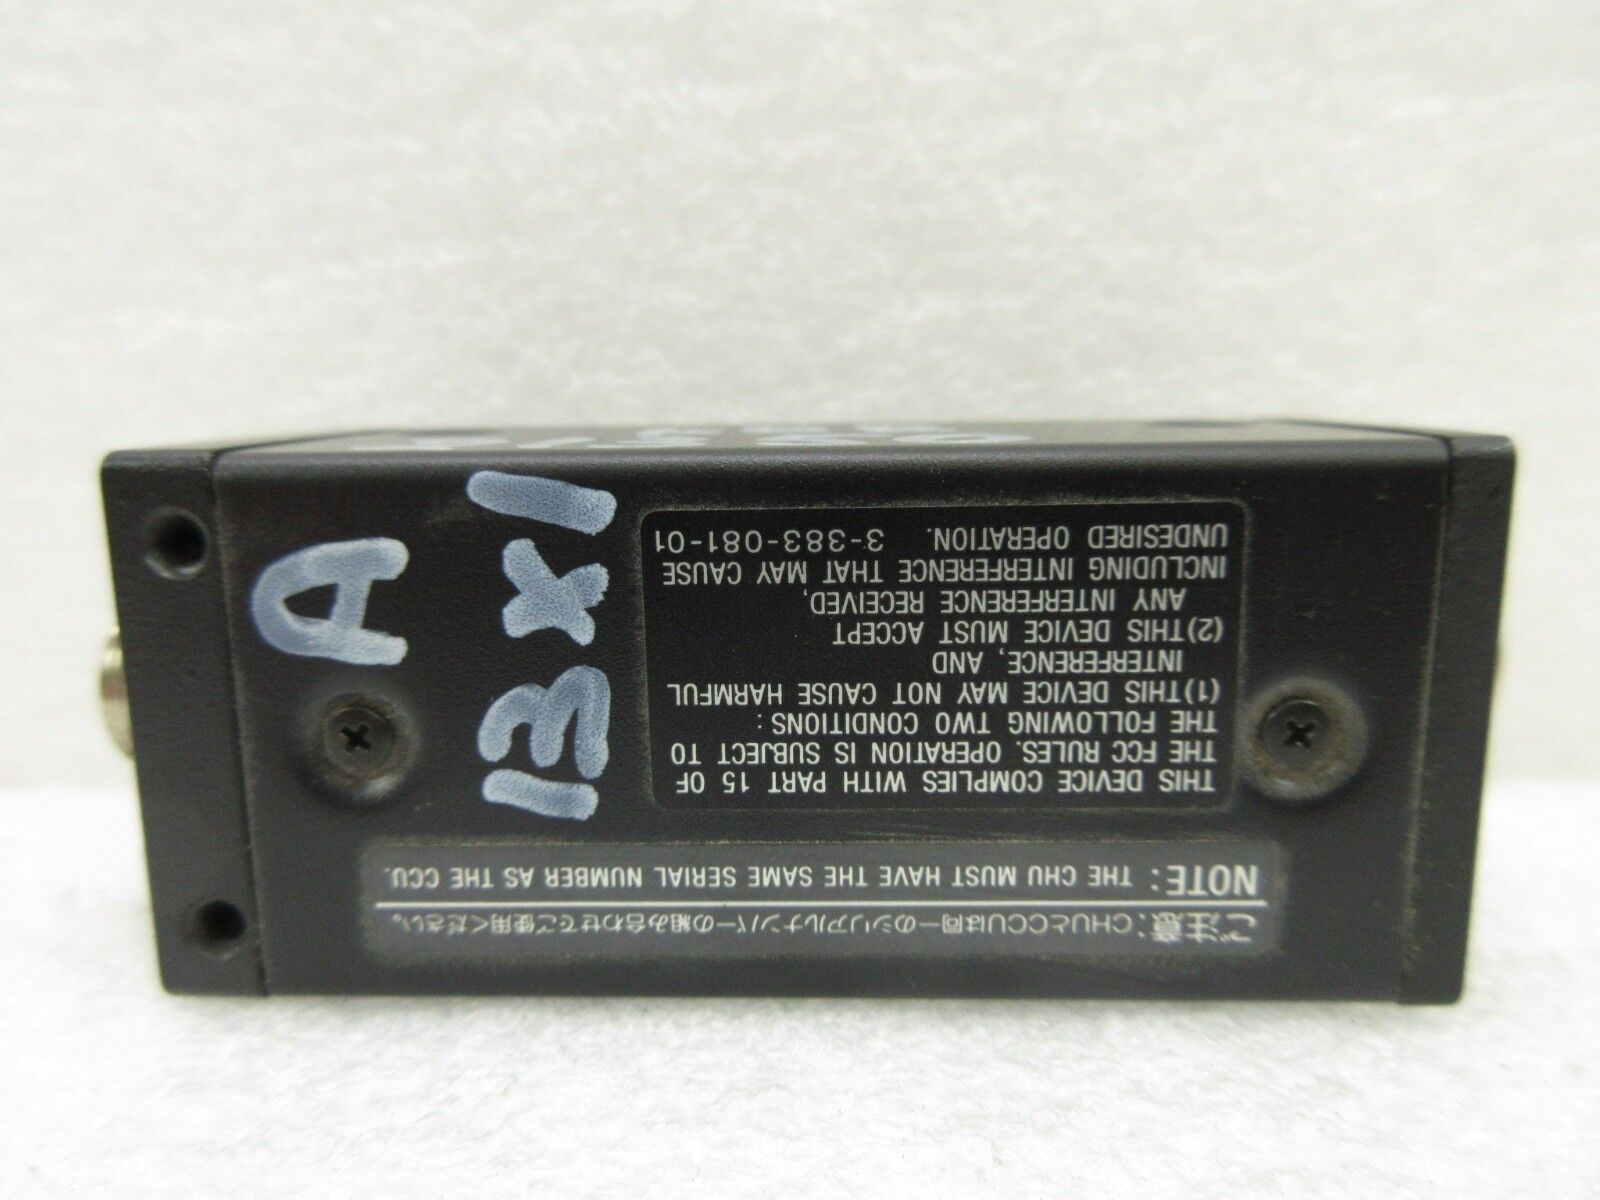 ご注意:CHUとCCUは同一のシリアルナンバーの組み合わせでご使用ください。
NOTE: THE CHU MUST HAVE THE SAME SERIAL NUMBER AS THE CCU.
THIS DEVICE COMPLIES WITH PART 15 OF
THE FCC RULES. OPERATION IS SUBJECT TO
THE FOLLOWING TWO CONDITIONS:
(1)THIS DEVICE MAY NOT CAUSE HARMFUL
INTERFERENCE, AND
(2)THIS DEVICE MUST ACCEPT
ANY INTERFERENCE RECEIVED,
INCLUDING INTERFERENCE THAT MAY CAUSE
UNDESIRED OPERATION. 3-383-081-01
A
13x1